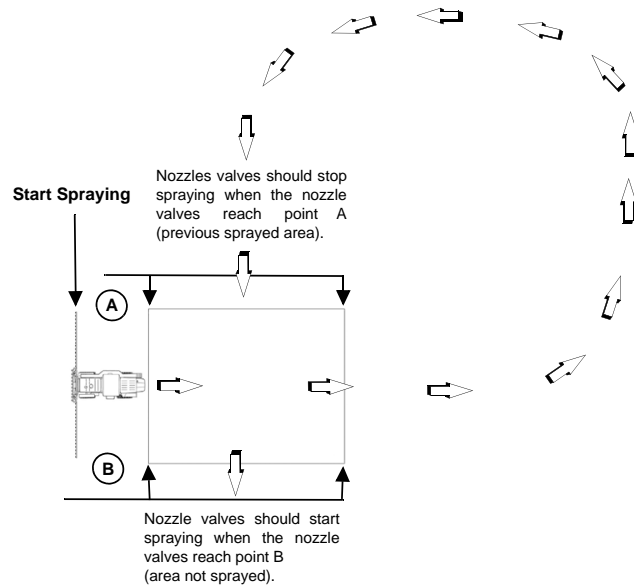 Nozzles valves should stop
spraying when the nozzle
valves reach point A
(previous sprayed area).
Start Spraying
A
B
Nozzle valves should start
spraying when the nozzle
valves reach point B
(area not sprayed).